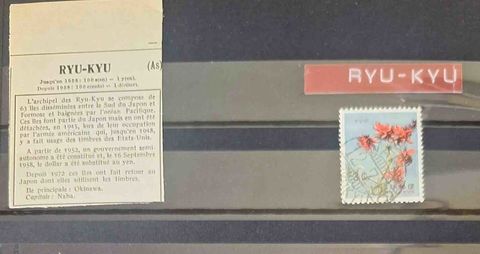 RYU-KYU
(As)
Jusqu'en 1958 : 100 (sen) = 1 (yen).
Depuis 1958 : 100 (cents) = 1 (dollar).
L'archipel des Ryu-Kyu se compose de
63 îles disséminées entre le Sud du Japon et
Formose et baignées par l'océan Pacifique.
Ces îles font partie du Japon mais en ont été
détachées, en 1945, lors de leur occupation
par l'armée américaine qui, jusqu'en 1948,
y a fait usage des timbres des Etats Unis.
A partir de 1952, un gouvernement semi-
autonome a été constitué et, le 16 Septembre
1958, le dollar a été substitué au yen.
Depuis 1972 ces îles ont fait retour au
Japon dont elles utilisent les timbres.
Ile principale : Okinawa.
Capitale : Naha.
RYU-KYU